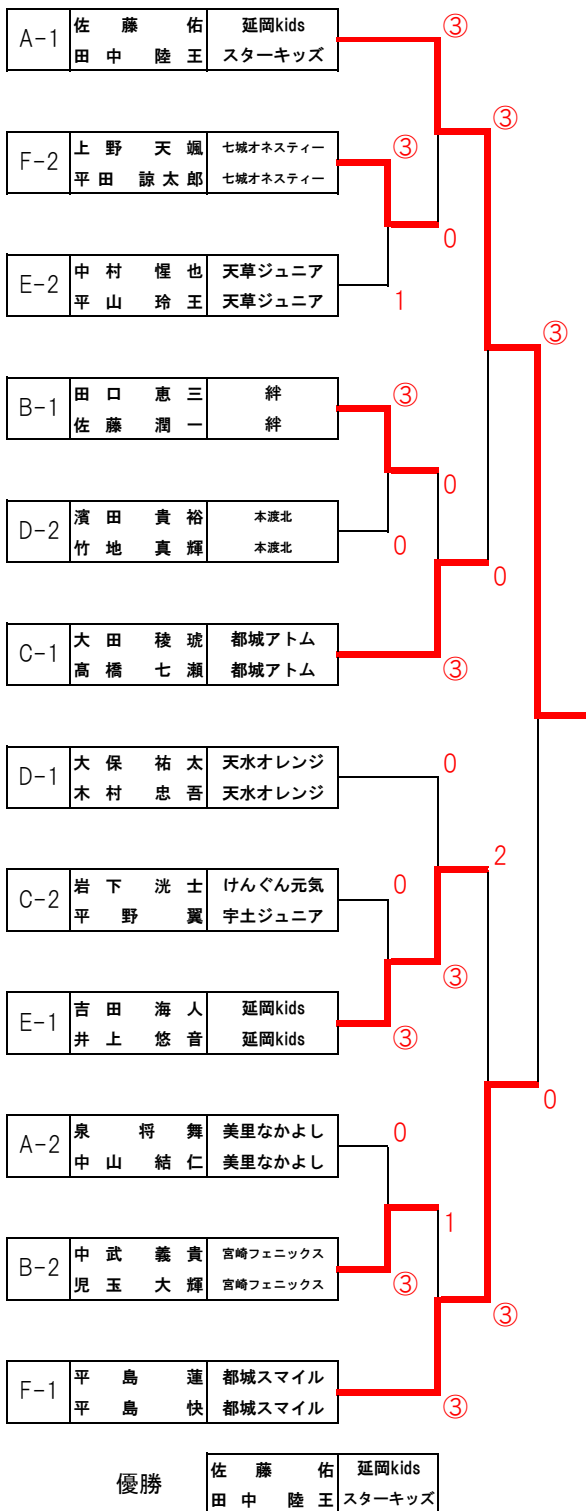 A-1 佐藤 佑 延岡kids
田中 陸王 スターキッズ
③
③
F-2 上野 天颯 七城オネスティー
平田 諒太郎 七城オネスティー
③
0
E-2 中村 惺也 天草ジュニア
平山 玲王 天草ジュニア
1
③
B-1 田口 恵三 絆
佐藤 潤一 絆
③
0
D-2 濱田 貴裕 本渡北
竹地 真輝 本渡北
0
0
C-1 大田 稜琥 都城アトム
髙橋 七瀬 都城アトム
③
D-1 大保 祐太 天水オレンジ
木村 忠吾 天水オレンジ
0
2
C-2 岩下 洸士 けんぐん元気
平野 翼 宇土ジュニア
0
③
E-1 吉田 海人 延岡kids
井上 悠音 延岡kids
③
0
A-2 泉 将舞 美里なかよし
中山 結仁 美里なかよし
0
1
B-2 中武 義貴 宮崎フェニックス
児玉 大輝 宮崎フェニックス
③
③
F-1 平島 蓮 都城スマイル
平島 快 都城スマイル
③
優勝 佐藤 佑 延岡kids
田中 陸王 スターキッズ